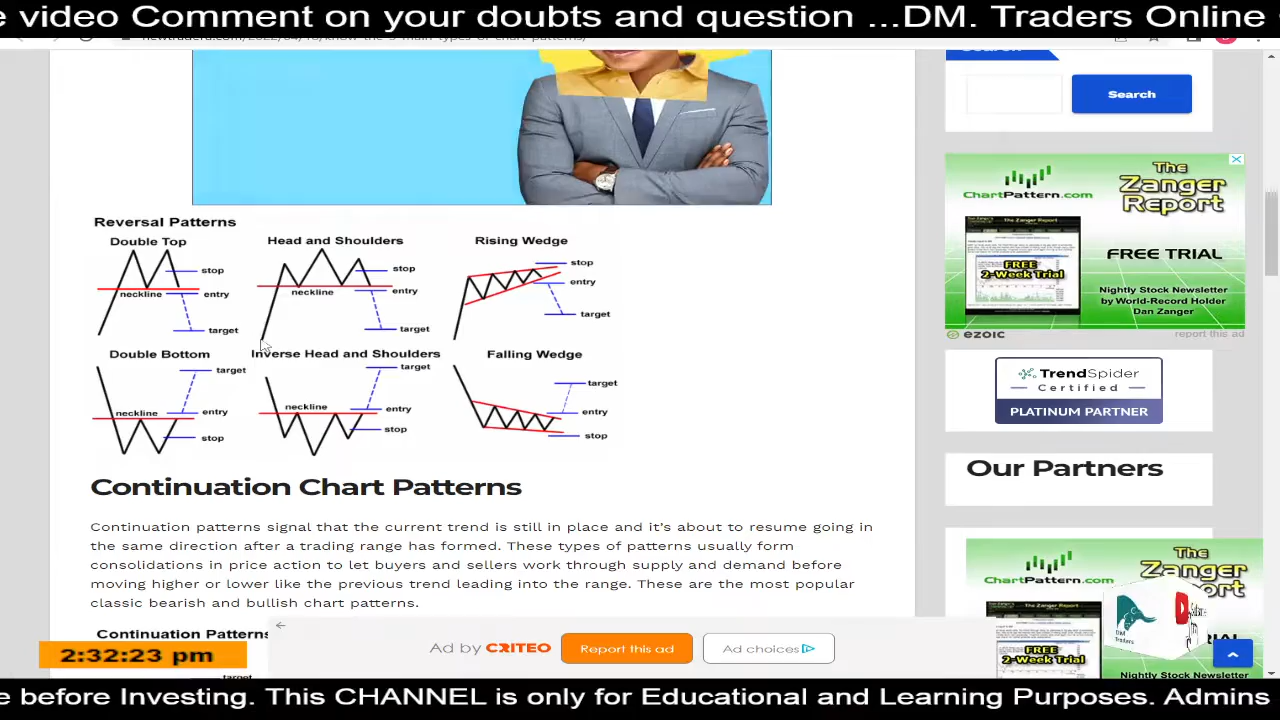 e video Comment on your doubts and question ...DM. Traders Online
Search
Reversal Patterns
Double Top
stop
neckline
entry
target
Head and Shoulders
stop
neckline
entry
target
Rising Wedge
stop
entry
target
Double Bottom
target
neckline
entry
stop
Inverse Head and Shoulders
target
neckline
entry
stop
Falling Wedge
target
entry
stop
Continuation Chart Patterns
Continuation patterns signal that the current trend is still in place and it's about to resume going in
the same direction after a trading range has formed. These types of patterns usually form
consolidations in price action to let buyers and sellers work through supply and demand before
moving higher or lower like the previous trend leading into the range. These are the most popular
classic bearish and bullish chart patterns.
Continuation Patterns
2:32:23 pm
Ad by CRITEO
Report this ad
Ad choices
ChartPattern.com
The
Zanger
Report
FREE TRIAL
FREE
2-Week Trial
Nightly Stock Newsletter
by World-Record Holder
Dan Zanger
ezoic
report this ad
TrendSpider
Certified
PLATINUM PARTNER
Our Partners
ChartPattern.com
The
Zanger
FREE
2-Week Trial
Nightly Stock Newsletter
e before Investing. This CHANNEL is only for Educational and Learning Purposes. Admins